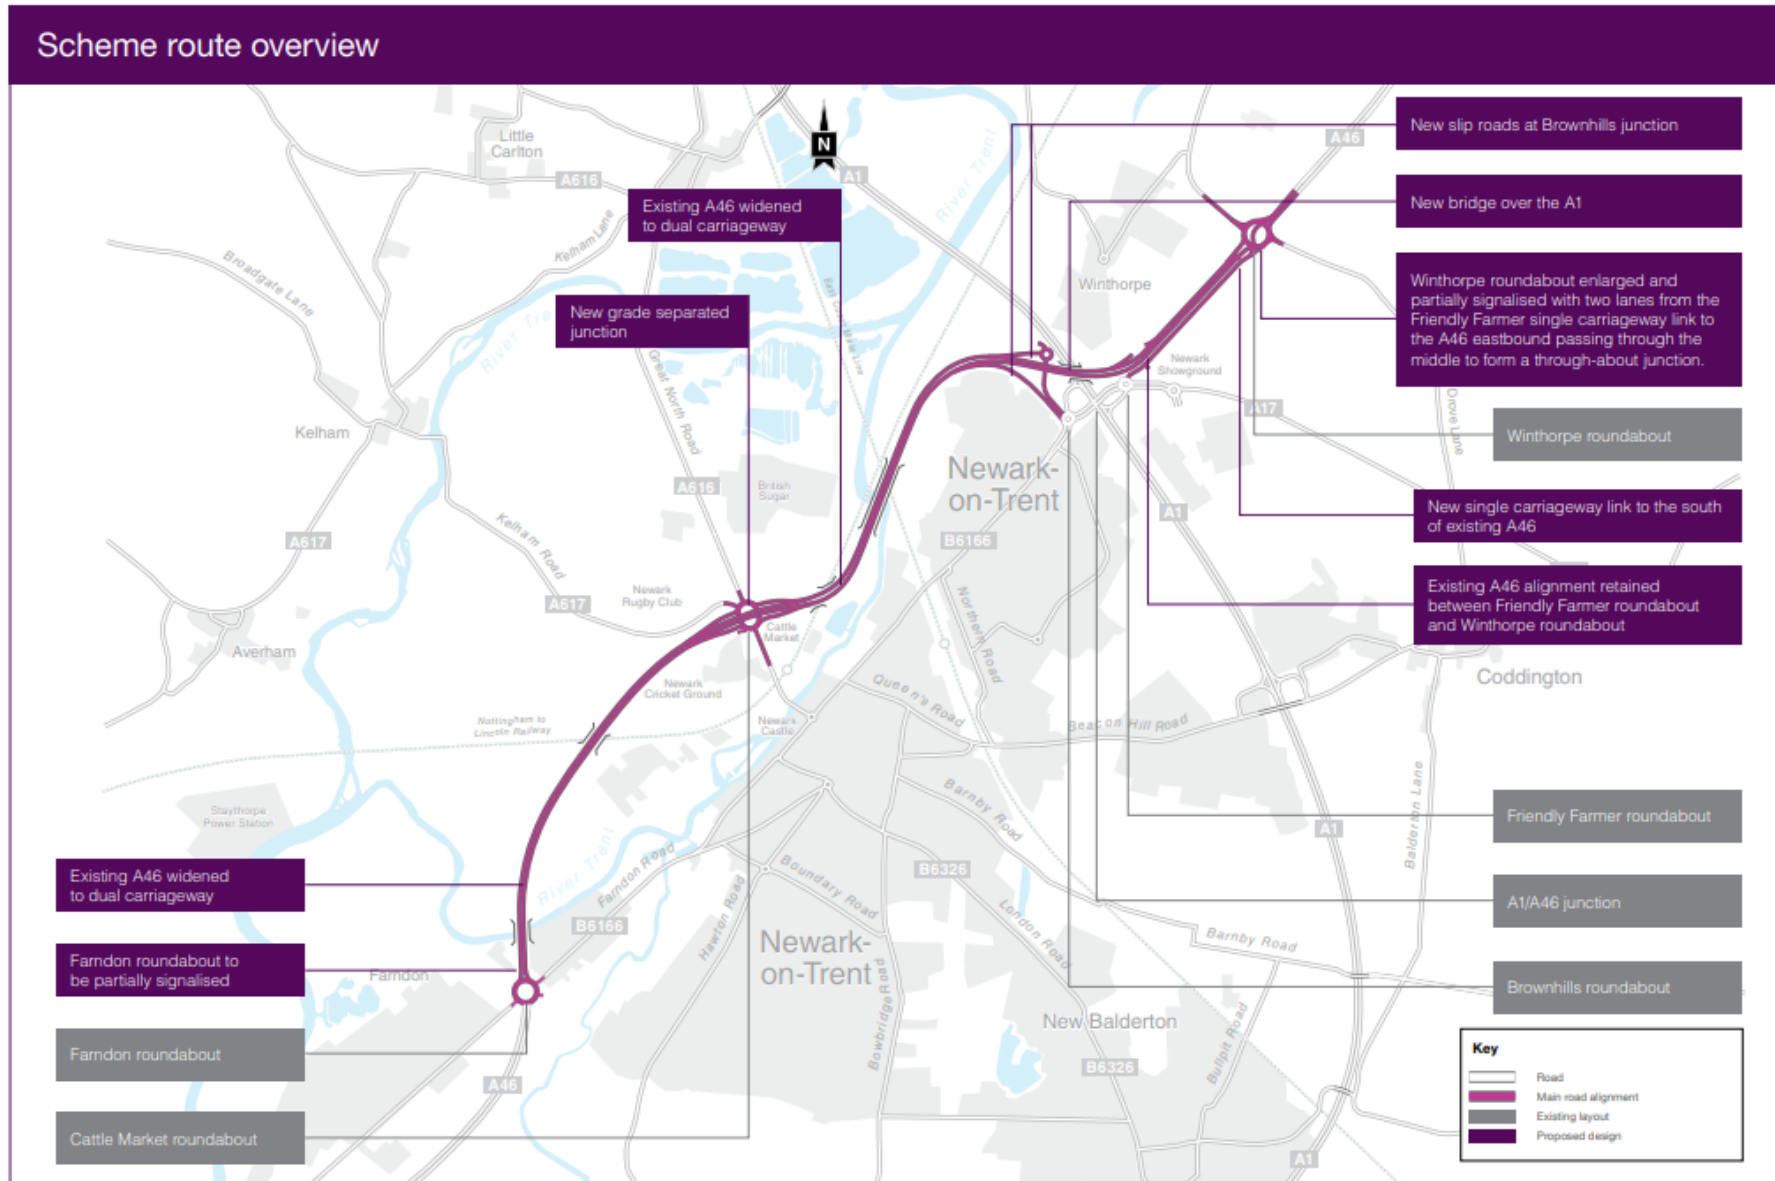 Scheme route overview
New slip roads at Brownhills junction
New bridge over the A1
Winthorpe roundabout enlarged and
partially signalised with two lanes from the
Friendly Farmer single carriageway link to
the A46 eastbound passing through the
middle to form a through-about junction.
Winthorpe roundabout
New single carriageway link to the south
of existing A46
Existing A46 alignment retained
between Friendly Farmer roundabout
and Winthorpe roundabout
Friendly Farmer roundabout
A1/A46 junction
Brownhills roundabout
Existing A46 widened
to dual carriageway
New grade separated
junction
Existing A46 widened
to dual carriageway
Farndon roundabout to
be partially signalised
Farndon roundabout
Cattle Market roundabout
Little
Carlton
A616
N
A1
River Trent
A46
Kelham Lane
Broadgate Lane
River Tre
East Coast Main Line
Winthorpe
Great North Road
Newark
Showground
A17
Drove Lane
Kelham
Newark-
on-Trent
British
Sugar
A616
A1
A617
Kelham Road
B6166
Newark
Rugby Club
A617
Northern Road
Cattle
Market
Averham
Coddington
Newark
Cricket Ground
Queen's Road
Nottingham to
Lincoln Railway
Newark
Castle
Beacon Hill Road
Staythorpe
Power Station
Barnby Road
A1
Balderton Lane
River Trent
Farndon Road
Boundary Road
B6326
Hawton Road
London Road
B6166
Newark-
on-Trent
Barnby Road
Farndon
Bowbridge Road
New Balderton
Bullpit Road
A46
B6326
A1
Key
Road
Main road alignment
Existing layout
Proposed design